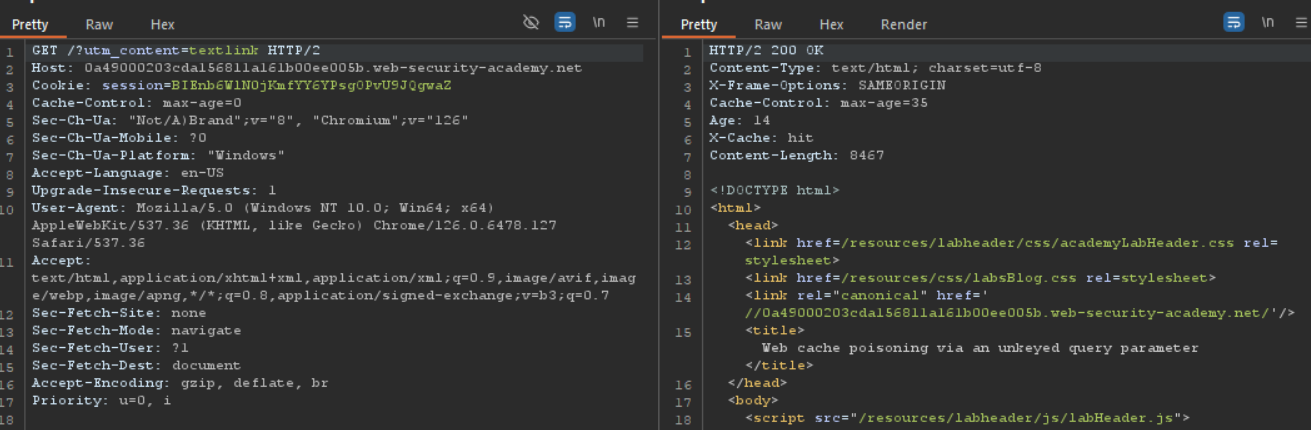 Pretty Raw Hex \n
1 GET /?utm_content=textlink HTTP/2
2 Host: 0a49000203cda156811a161b00ee005b.web-security-academy.net
3 Cookie: session=BIEnb6WlNOjKmfYY6YPsg0PvU9JQgwaZ
4 Cache-Control: max-age=0
5 Sec-Ch-Ua: "Not/A)Brand";v="8", "Chromium";v="126"
6 Sec-Ch-Ua-Mobile: ?0
7 Sec-Ch-Ua-Platform: "Windows"
8 Accept-Language: en-US
9 Upgrade-Insecure-Requests: 1
10 User-Agent: Mozilla/5.0 (Windows NT 10.0; Win64; x64)
AppleWebKit/537.36 (KHTML, like Gecko) Chrome/126.0.6478.127
Safari/537.36
11 Accept:
text/html,application/xhtml+xml,application/xml;q=0.9,image/avif,imag
e/webp,image/apng,*/*;q=0.8,application/signed-exchange;v=b3;q=0.7
12 Sec-Fetch-Site: none
13 Sec-Fetch-Mode: navigate
14 Sec-Fetch-User: ?1
15 Sec-Fetch-Dest: document
16 Accept-Encoding: gzip, deflate, br
17 Priority: u=0, i
18
Pretty Raw Hex Render \n
1 HTTP/2 200 OK
2 Content-Type: text/html; charset=utf-8
3 X-Frame-Options: SAMEORIGIN
4 Cache-Control: max-age=35
5 Age: 14
6 X-Cache: hit
7 Content-Length: 8467
8
9 <!DOCTYPE html>
10 <html>
11 <head>
12 <link href=/resources/labheader/css/academyLabHeader.css rel=
stylesheet>
13 <link href=/resources/css/labsBlog.css rel=stylesheet>
14 <link rel="canonical" href='
//0a49000203cda156811a161b00ee005b.web-security-academy.net/'/>
15 <title>
Web cache poisoning via an unkeyed query parameter
</title>
16 </head>
17 <body>
18 <script src="/resources/labheader/js/labHeader.js">